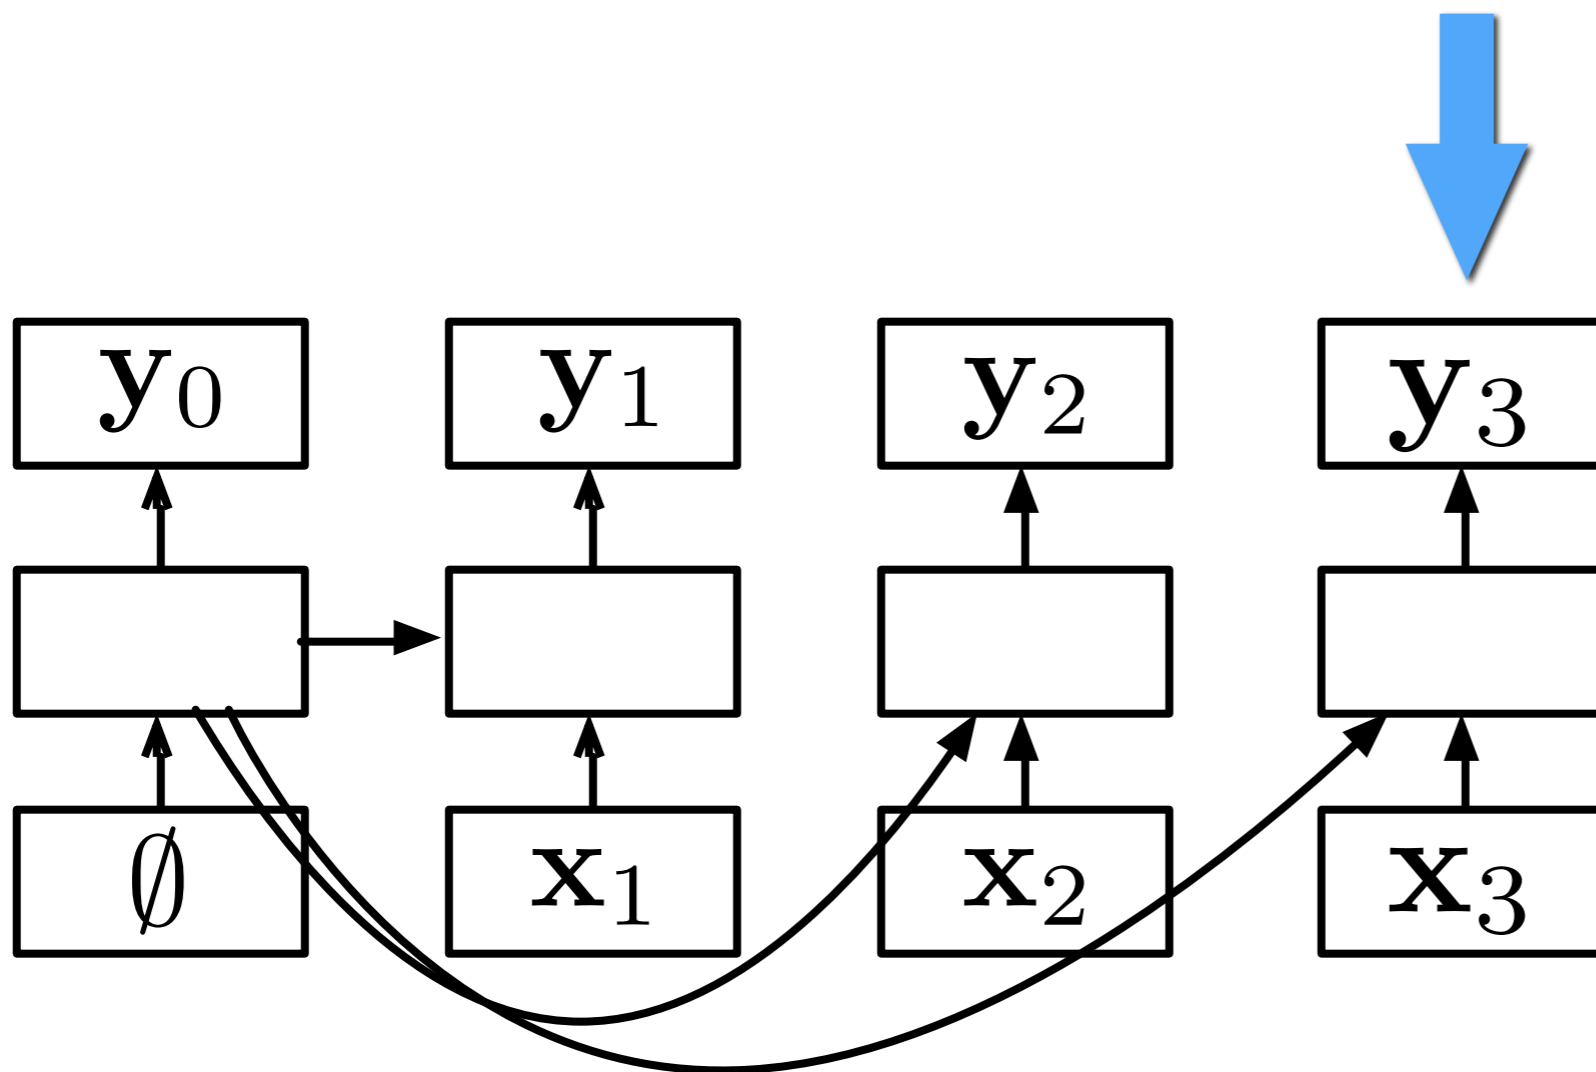 y₀ y₁ y₂ y₃
∅ x₁ x₂ x₃